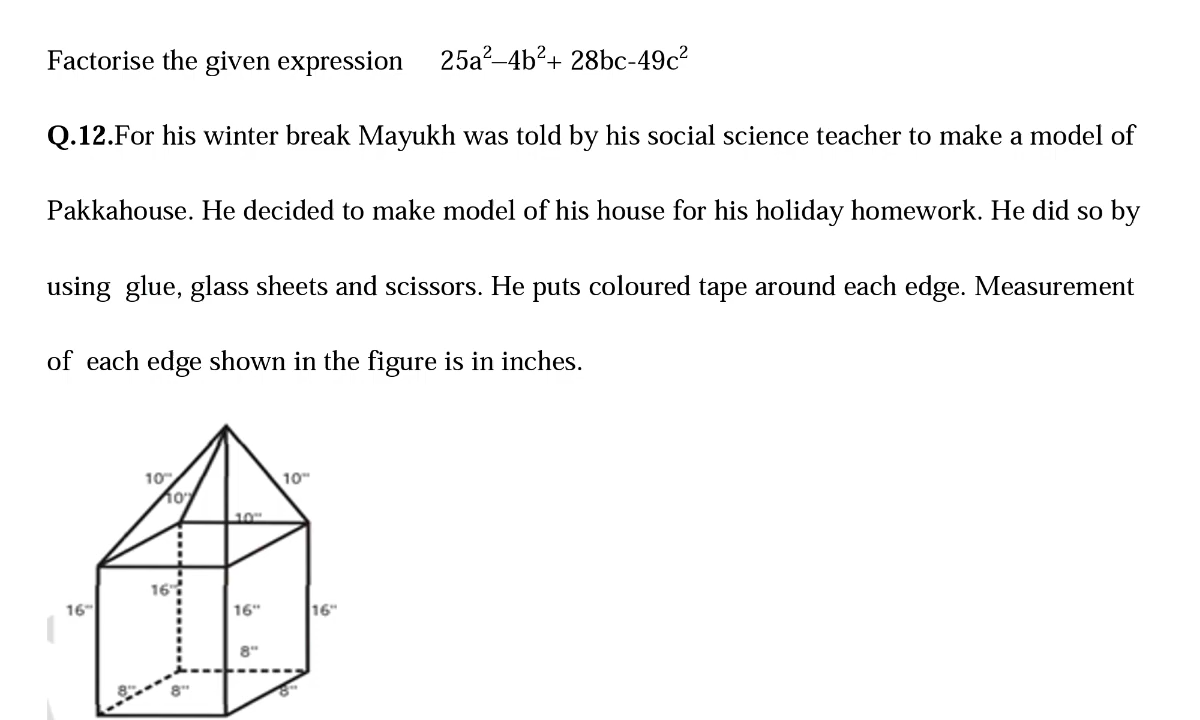 Factorise the given expression 25a²–4b²+ 28bc-49c²
Q.12.For his winter break Mayukh was told by his social science teacher to make a model of
Pakkahouse. He decided to make model of his house for his holiday homework. He did so by
using glue, glass sheets and scissors. He puts coloured tape around each edge. Measurement
of each edge shown in the figure is in inches.
10" 10"
10"
10"
16"
16" 16" 16"
8"
8" 8" 8"